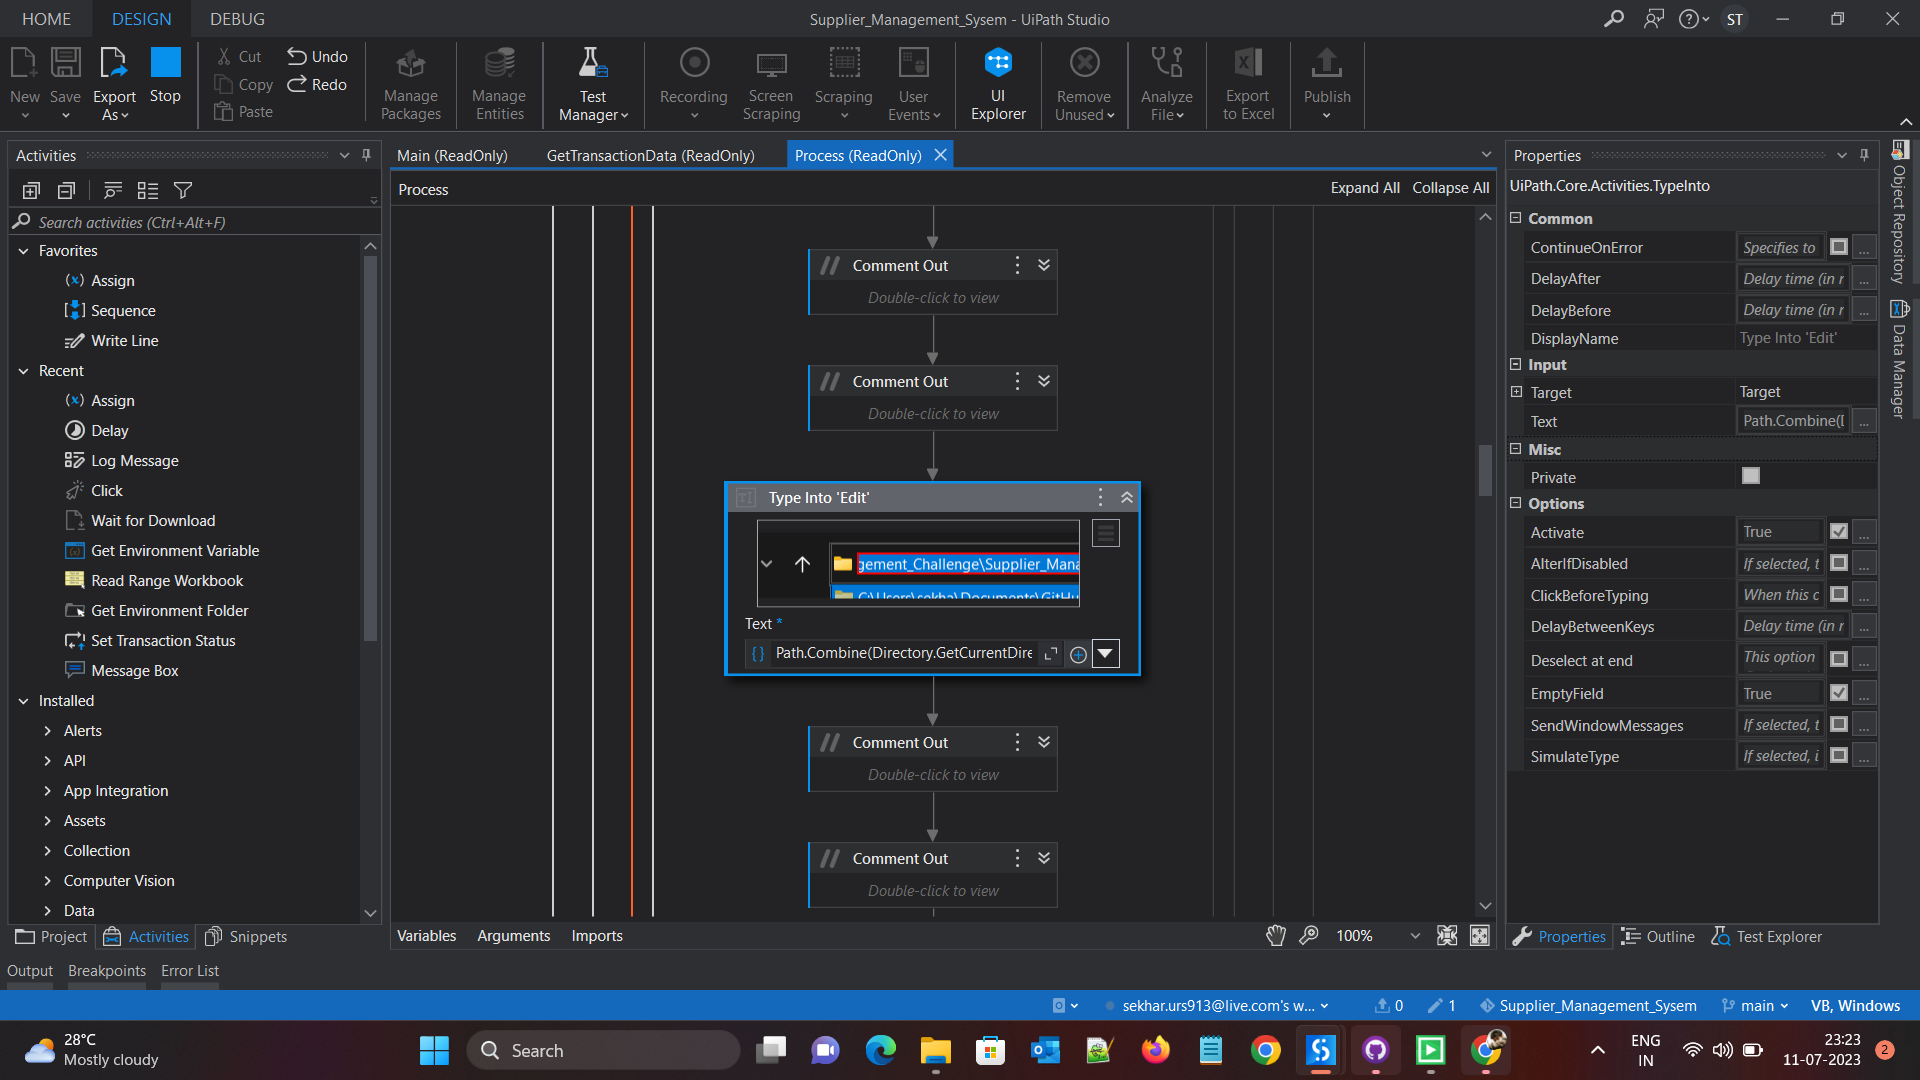 HOME DESIGN DEBUG
Supplier_Management_Sysem - UiPath Studio
ST
New
Save
Export As
Stop
Cut
Copy
Paste
Undo
Redo
Manage Packages
Manage Entities
Test Manager
Recording
Screen Scraping
Scraping
User Events
UI Explorer
Remove Unused
Analyze File
Export to Excel
Publish
Activities
Search activities (Ctrl+Alt+F)
Favorites
Assign
Sequence
Write Line
Recent
Assign
Delay
Log Message
Click
Wait for Download
Get Environment Variable
Read Range Workbook
Get Environment Folder
Set Transaction Status
Message Box
Installed
Alerts
API
App Integration
Assets
Collection
Computer Vision
Data
Project Activities Snippets
Main (ReadOnly) GetTransactionData (ReadOnly) Process (ReadOnly)
Process
Expand All Collapse All
// Comment Out
Double-click to view
// Comment Out
Double-click to view
Type Into 'Edit'
gement_Challenge\Supplier_Mana
C:\Users\sekha\Documents\GitHu
Text *
Path.Combine(Directory.GetCurrentDire
// Comment Out
Double-click to view
// Comment Out
Double-click to view
Variables Arguments Imports
100%
Properties
UiPath.Core.Activities.TypeInto
Common
ContinueOnError Specifies to ...
DelayAfter Delay time (in r ...
DelayBefore Delay time (in r ...
DisplayName Type Into 'Edit'
Input
Target Target
Text Path.Combine( ...
Misc
Private
Options
Activate True ...
AlterIfDisabled If selected, t ...
ClickBeforeTyping When this c ...
DelayBetweenKeys Delay time (in r ...
Deselect at end This option ...
EmptyField True ...
SendWindowMessages If selected, t ...
SimulateType If selected, i ...
Properties Outline Test Explorer
Object Repository
Data Manager
Output Breakpoints Error List
sekhar.urs913@live.com's w...
0
1
Supplier_Management_Sysem
main
VB, Windows
28°C
Mostly cloudy
Search
ENG
IN
23:23
11-07-2023
2